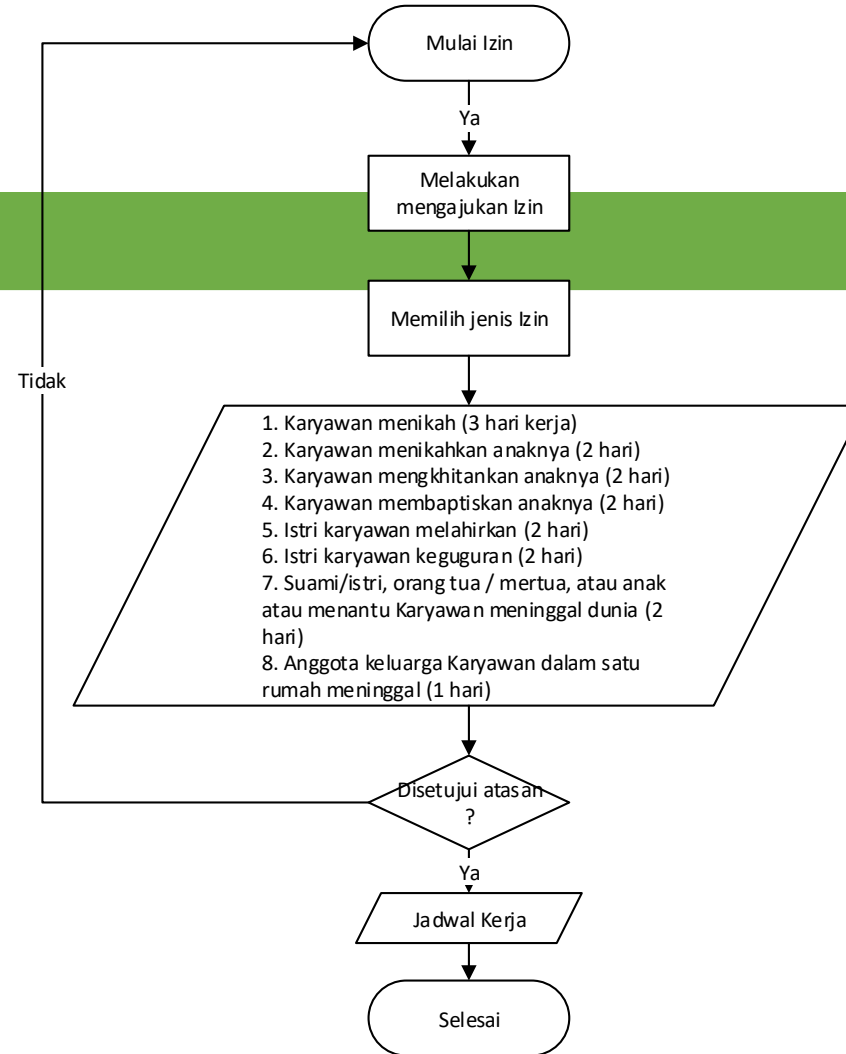 Mulai Izin
Ya
Melakukan
mengajukan Izin
Memilih jenis Izin
Tidak
1. Karyawan menikah (3 hari kerja)
2. Karyawan menikahkan anaknya (2 hari)
3. Karyawan mengkhitankan anaknya (2 hari)
4. Karyawan membaptiskan anaknya (2 hari)
5. Istri karyawan melahirkan (2 hari)
6. Istri karyawan keguguran (2 hari)
7. Suami/istri, orang tua / mertua, atau anak
atau menantu Karyawan meninggal dunia (2
hari)
8. Anggota keluarga Karyawan dalam satu
rumah meninggal (1 hari)
Disetujui atasan
?
Ya
Jadwal Kerja
Selesai